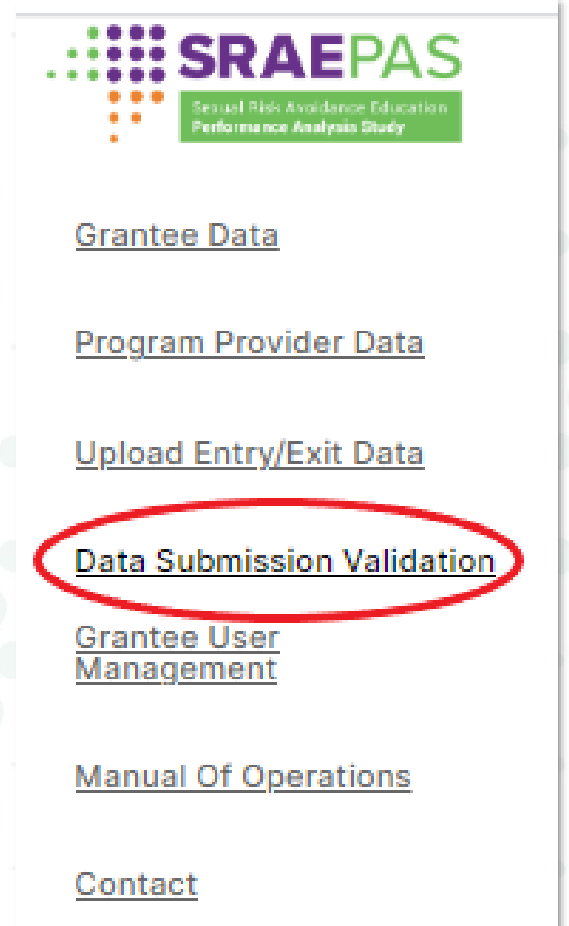 SRAEPAS
Sexual Risk Avoidance Education
Performance Analysis Study
Grantee Data
Program Provider Data
Upload Entry/Exit Data
Data Submission Validation
Grantee User
Management
Manual Of Operations
Contact